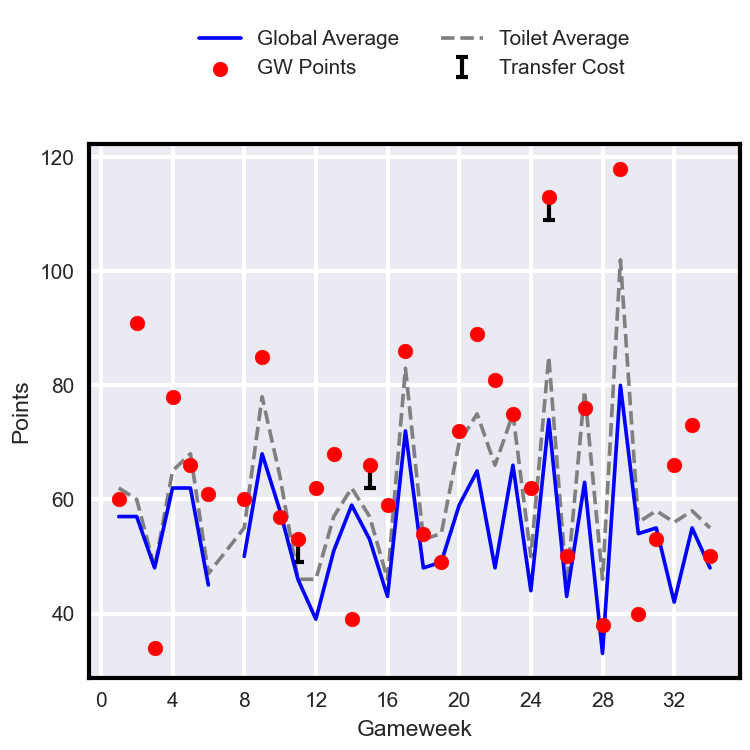 Global Average
Toilet Average
GW Points
Transfer Cost
120
100
80
60
40
Points
0 4 8 12 16 20 24 28 32
Gameweek